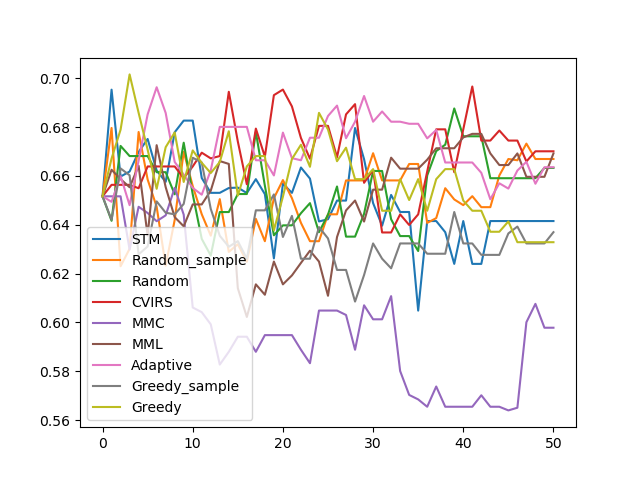 0.70
0.68
0.66
0.64
0.62
0.60
0.58
0.56
STM
Random_sample
Random
CVIRS
MMC
MML
Adaptive
Greedy_sample
Greedy
0 10 20 30 40 50